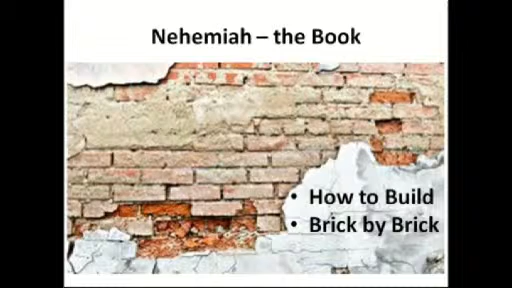 Nehemiah – the Book
• How to Build
• Brick by Brick